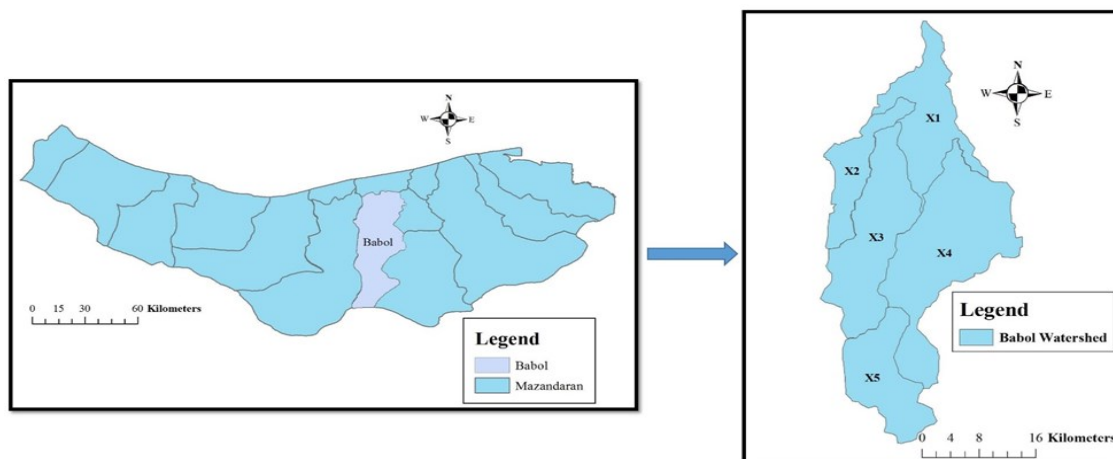 N
W E
S
Babol
0 15 30 60 Kilometers
Legend
Babol
Mazandaran
N
W E
S
X1
X2
X3
X4
X5
Legend
Babol Watershed
0 4 8 16 Kilometers